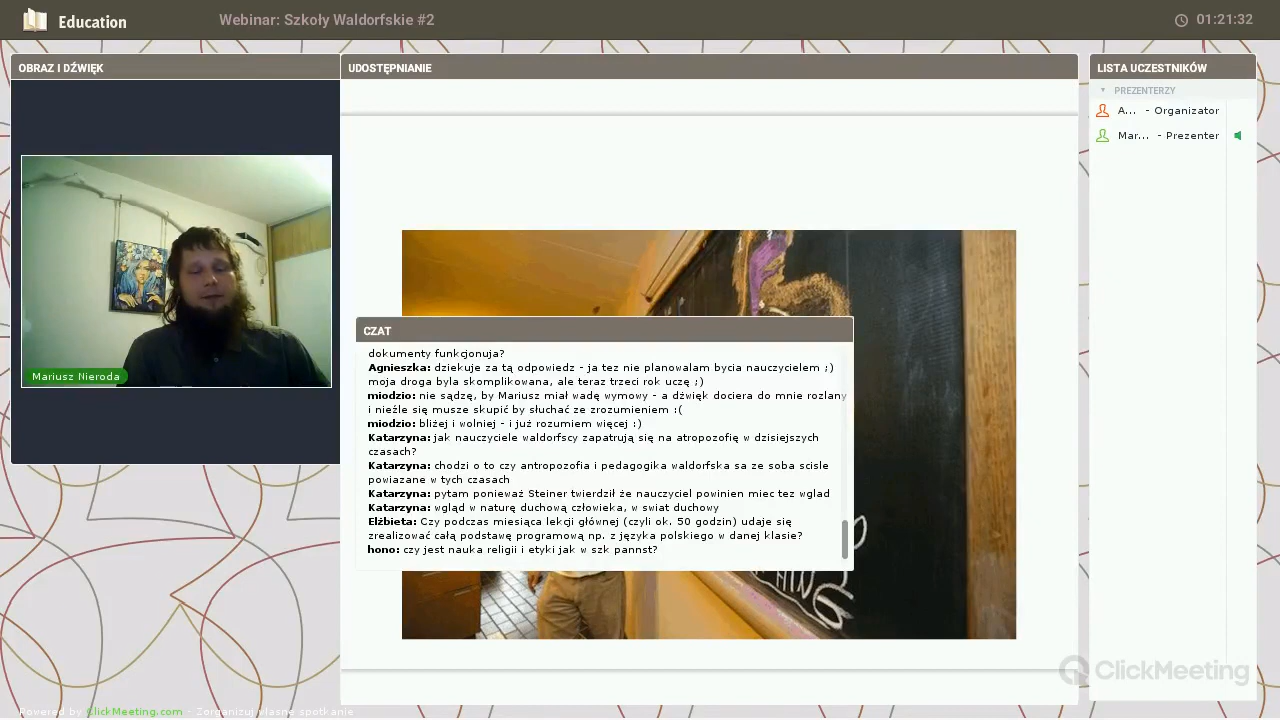 Education
Webinar: Szkoły Waldorfskie #2
01:21:32
OBRAZ I DŹWIĘK
UDOSTĘPNIANIE
LISTA UCZESTNIKÓW
PREZENTERZY
A... - Organizator
Mar... - Prezenter
Mariusz Nieroda
CZAT
dokumenty funkcjonuja?
Agnieszka: dziekuje za tą odpowiedz - ja tez nie planowalam bycia nauczycielem ;)
moja droga byla skomplikowana, ale teraz trzeci rok uczę ;)
miodzio: nie sądzę, by Mariusz miał wadę wymowy - a dźwięk dociera do mnie rozlany
i nieźle się musze skupić by słuchać ze zrozumieniem :(
miodzio: bliżej i wolniej - i już rozumiem więcej :)
Katarzyna: jak nauczyciele waldorfscy zapatrują się na atropozofię w dzisiejszych
czasach?
Katarzyna: chodzi o to czy antropozofia i pedagogika waldorfska sa ze soba scisle
powiazane w tych czasach
Katarzyna: pytam ponieważ Steiner twierdził że nauczyciel powinien miec tez wglad
Katarzyna: wgląd w naturę duchową człowieka, w swiat duchowy
Elżbieta: Czy podczas miesiąca lekcji głónej (czyli ok. 50 godzin) udaje się
zrealizować całą podstawę programową np. z języka polskiego w danej klasie?
hono: czy jest nauka religii i etyki jak w szk pannst?
ClickMeeting
Powered by ClickMeeting.com - Zorganizuj własne spotkanie